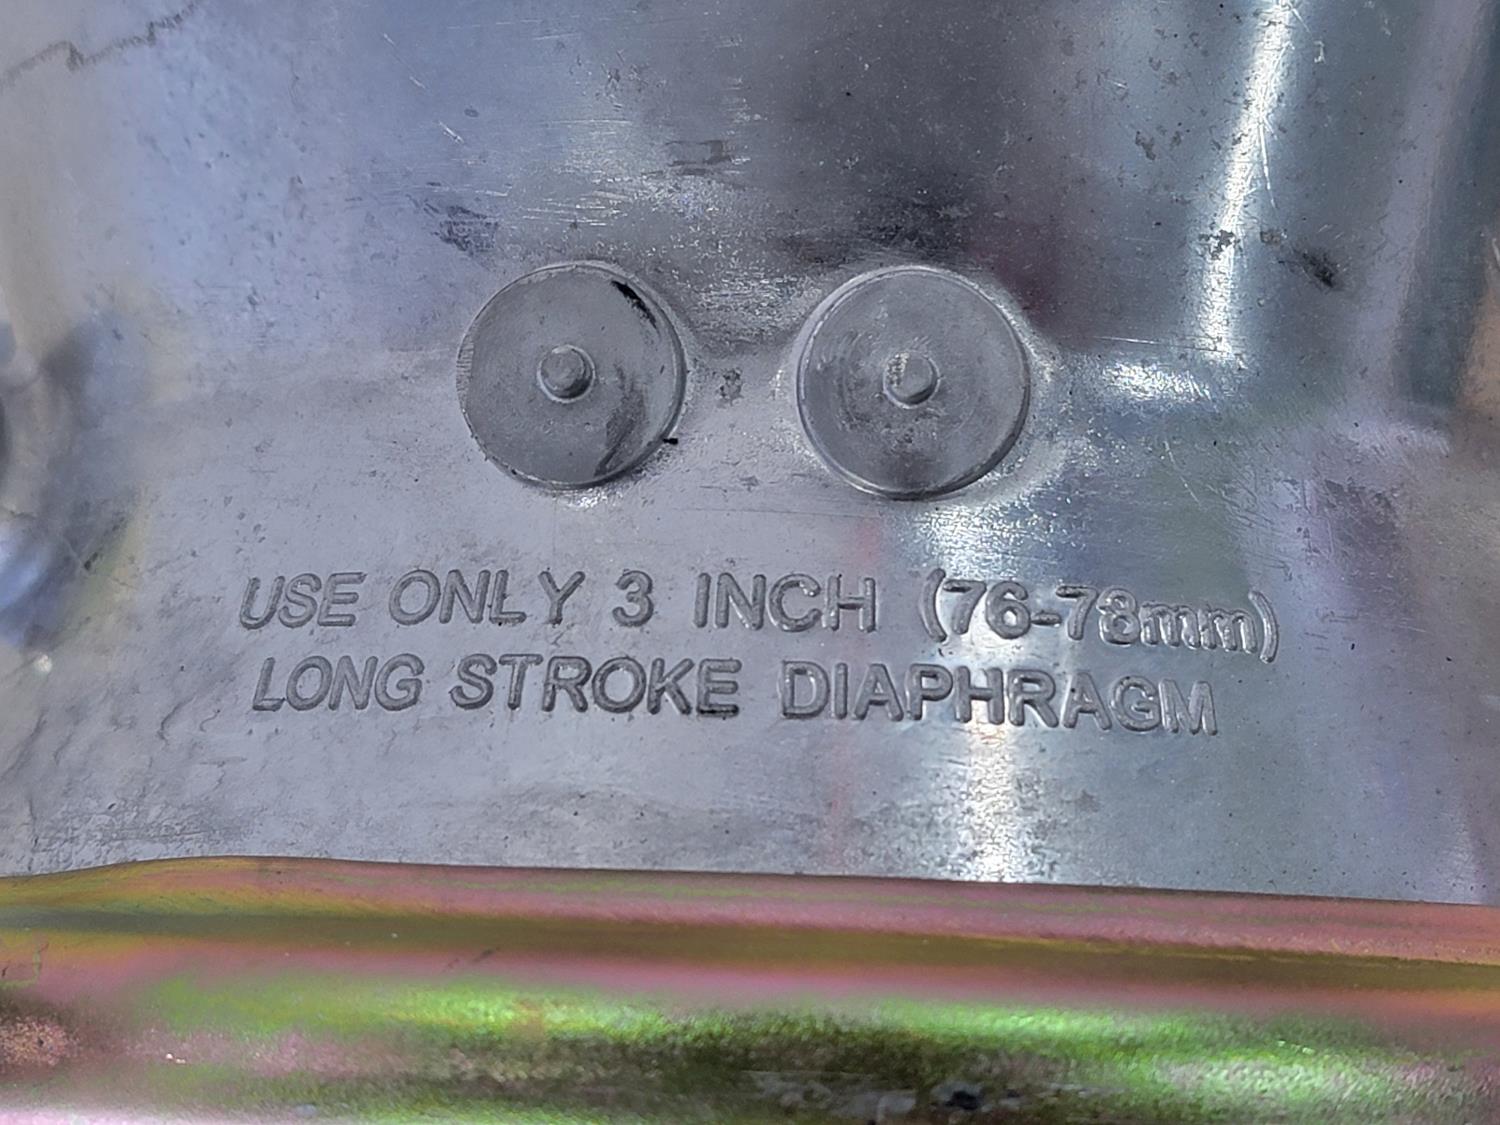 USE ONLY 3 INCH (76-78mm)
LONG STROKE DIAPHRAGM